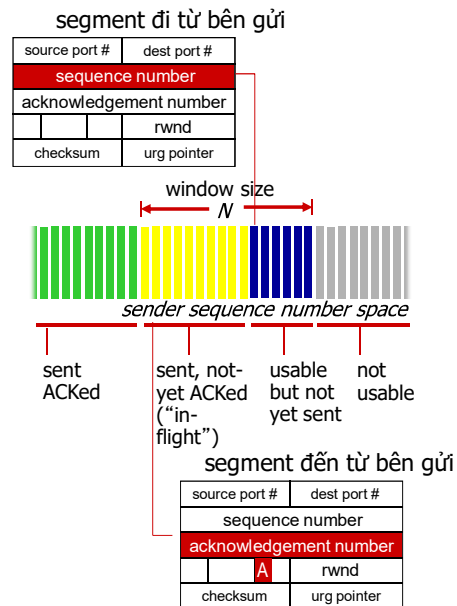 segment đi từ bên gửi
source port # dest port #
sequence number
acknowledgement number
rwnd
checksum urg pointer
window size
N
sender sequence number space
sent
ACKed
sent, not-
yet ACKed
(“in-
flight”)
usable
but not
yet sent
not
usable
segment đến từ bên gửi
source port # dest port #
sequence number
acknowledgement number
A rwnd
checksum urg pointer